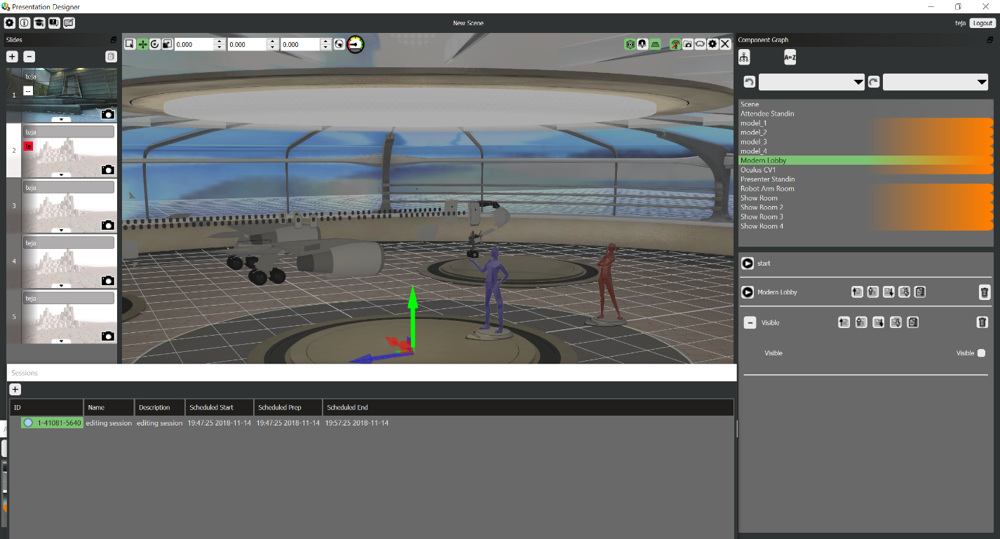 Presentation Designer
New Scene
teja
Logout
Slides
1
teja
--
2
teja
3
teja
4
teja
5
teja
0.000
0.000
0.000
Component Graph
A↔Z
Scene
Attendee Standin
model_1
model_2
model_3
model_4
Modern Lobby
Oculus CV1
Presenter Standin
Robot Arm Room
Show Room
Show Room 2
Show Room 3
Show Room 4
start
Modern Lobby
Visible
Visible
Visible
Sessions
ID Name Description Scheduled Start Scheduled Prep Scheduled End
1-41081-5640 editing session editing session 19:47:25 2018-11-14 19:47:25 2018-11-14 19:57:25 2018-11-14